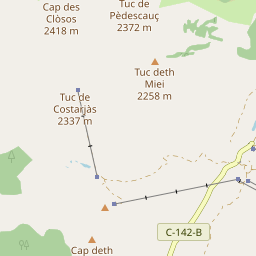 Cap des
Clòsos
2418 m
Tuc de
Pèdescauç
2372 m
Tuc deth
Miei
2258 m
Tuc de
Costarjàs
2337 m
C-142-B
Cap deth